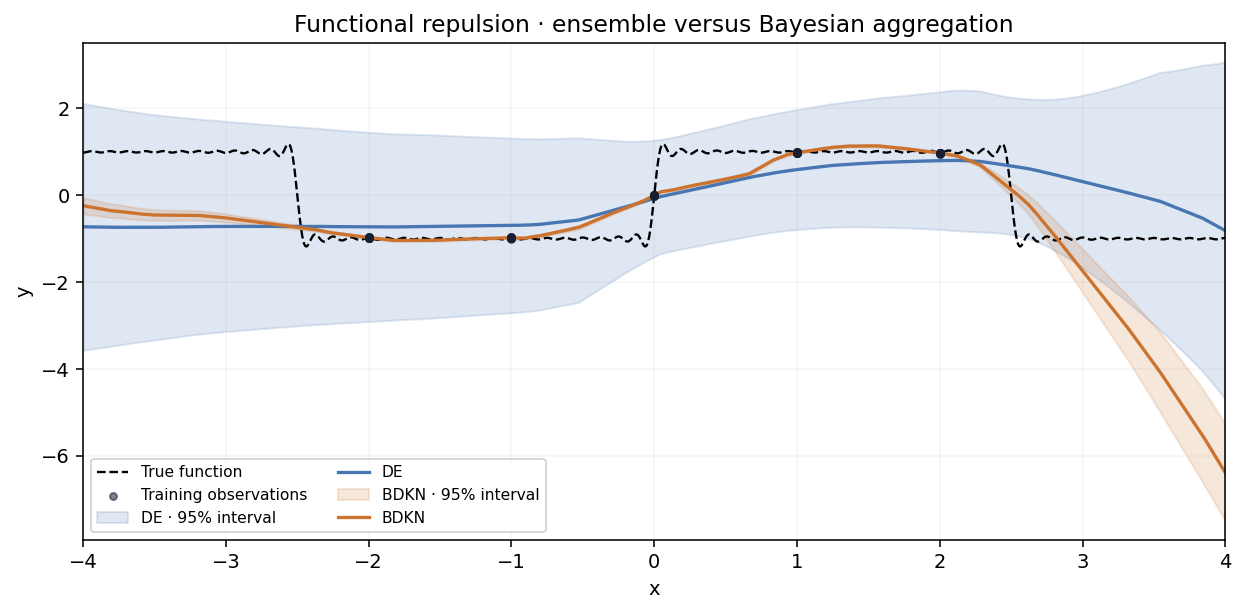 Functional repulsion · ensemble versus Bayesian aggregation
y
2
0
−2
−4
−6
True function
Training observations
DE · 95% interval
DE
BDKN · 95% interval
BDKN
−4 −3 −2 −1 0 1 2 3 4
x